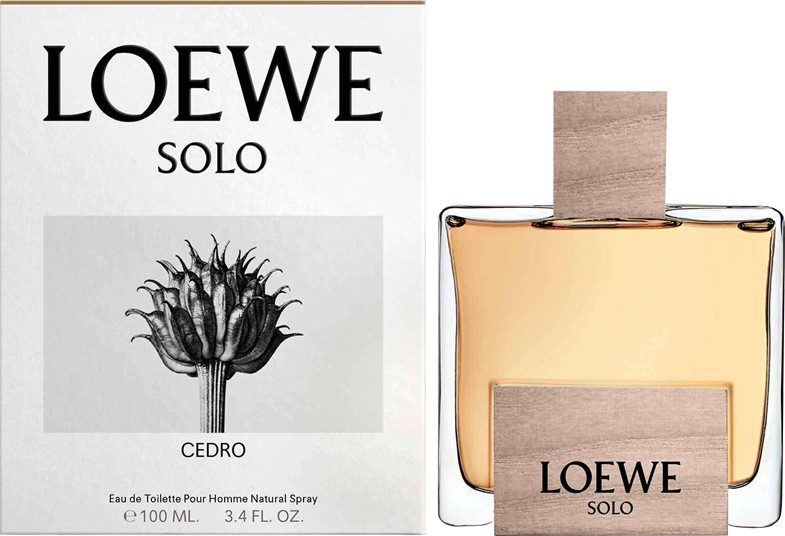 LOEWE
SOLO
CEDRO
Eau de Toilette Pour Homme Natural Spray
℮100 ML. 3.4 FL. OZ.
LOEWE
SOLO